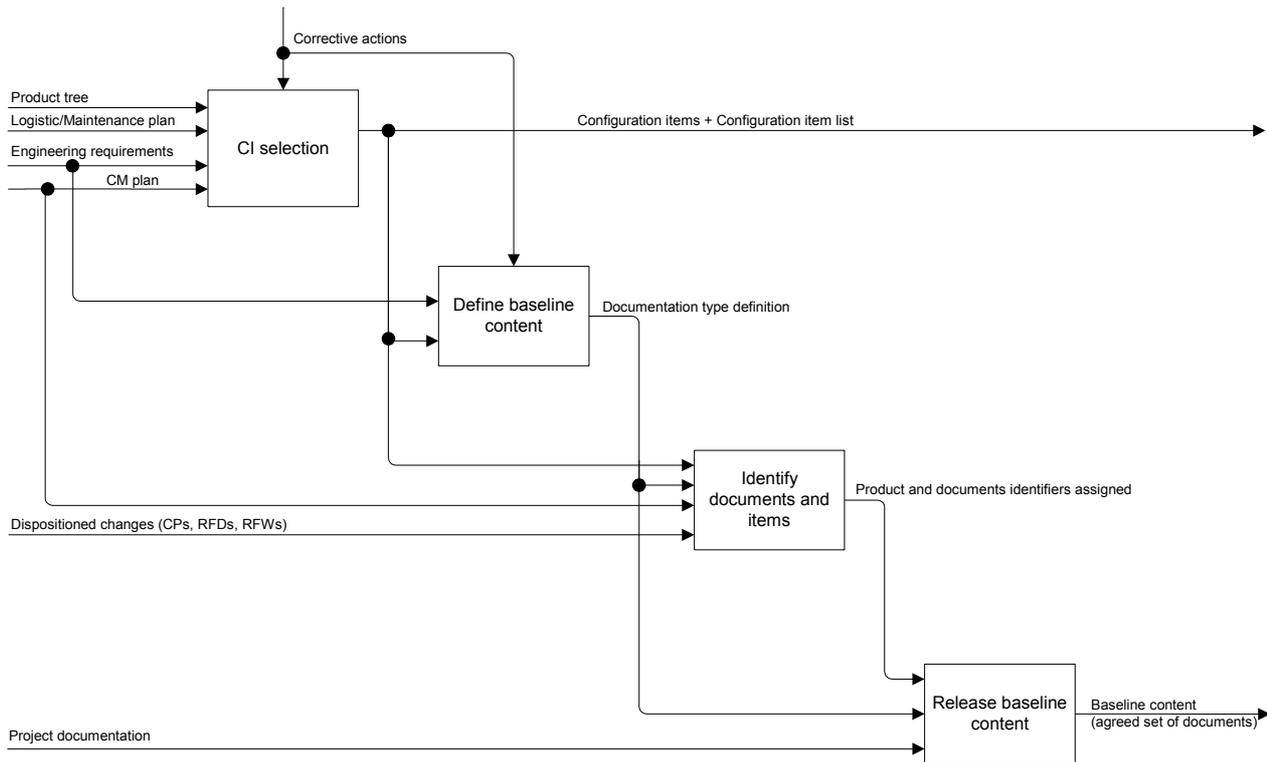 Corrective actions
Product tree
Logistic/Maintenance plan
Engineering requirements
CM plan
CI selection
Configuration items + Configuration item list
Define baseline
content
Documentation type definition
Identify
documents and
items
Product and documents identifiers assigned
Dispositioned changes (CPs, RFDs, RFWs)
Release baseline
content
Baseline content
(agreed set of documents)
Project documentation